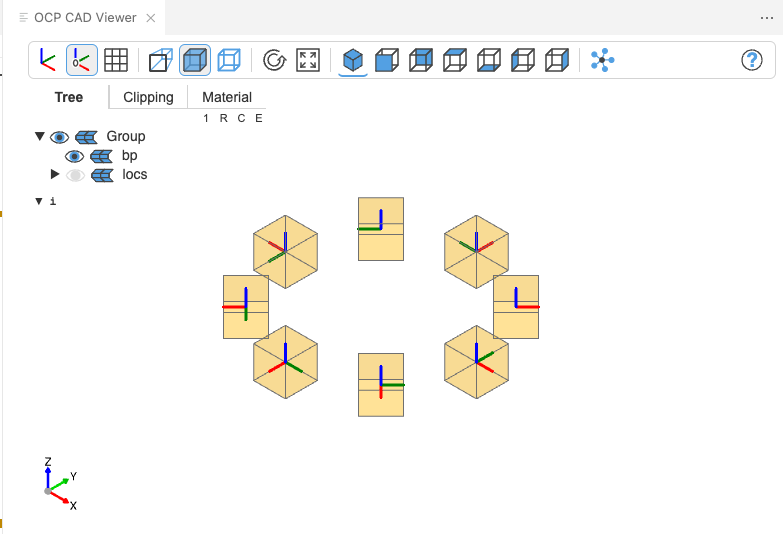 OCP CAD Viewer
0
?
Tree Clipping Material
1 R C E
Group
bp
locs
i
Z
Y
X